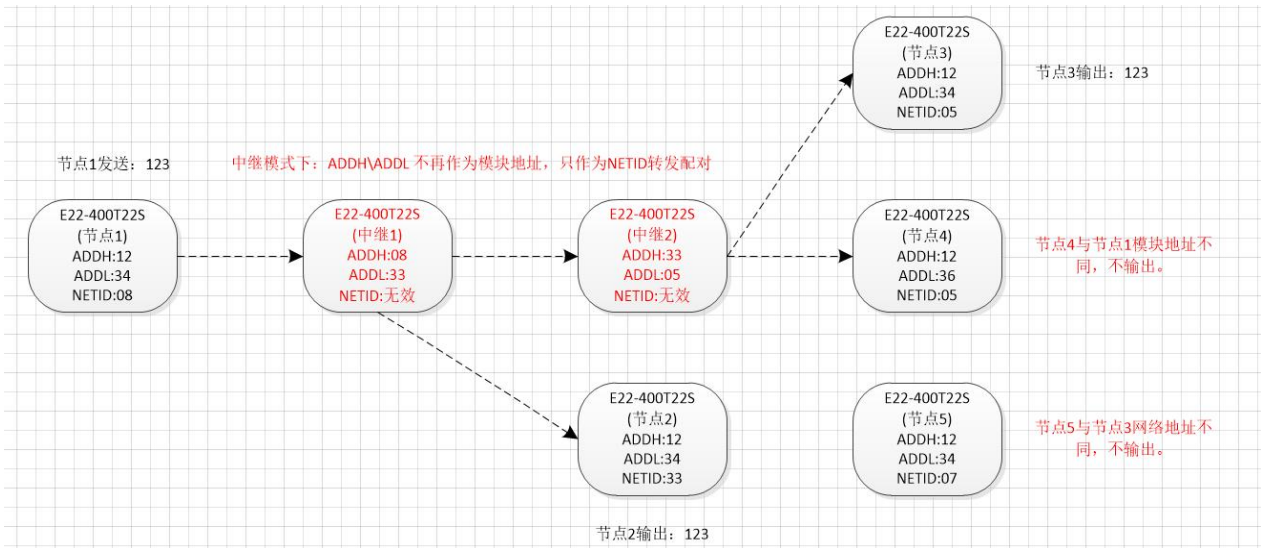 E22-400T22S
(节点3)
ADDH:12
ADDL:34
NETID:05
节点3输出：123
节点1发送：123
中继模式下：ADDH\ADDL 不再作为模块地址，只作为NETID转发配对
E22-400T22S
(节点1)
ADDH:12
ADDL:34
NETID:08
E22-400T22S
(中继1)
ADDH:08
ADDL:33
NETID:无效
E22-400T22S
(中继2)
ADDH:33
ADDL:05
NETID:无效
E22-400T22S
(节点4)
ADDH:12
ADDL:36
NETID:05
节点4与节点1模块地址不
同，不输出。
E22-400T22S
(节点2)
ADDH:12
ADDL:34
NETID:33
节点2输出：123
E22-400T22S
(节点5)
ADDH:12
ADDL:34
NETID:07
节点5与节点3网络地址不
同，不输出。